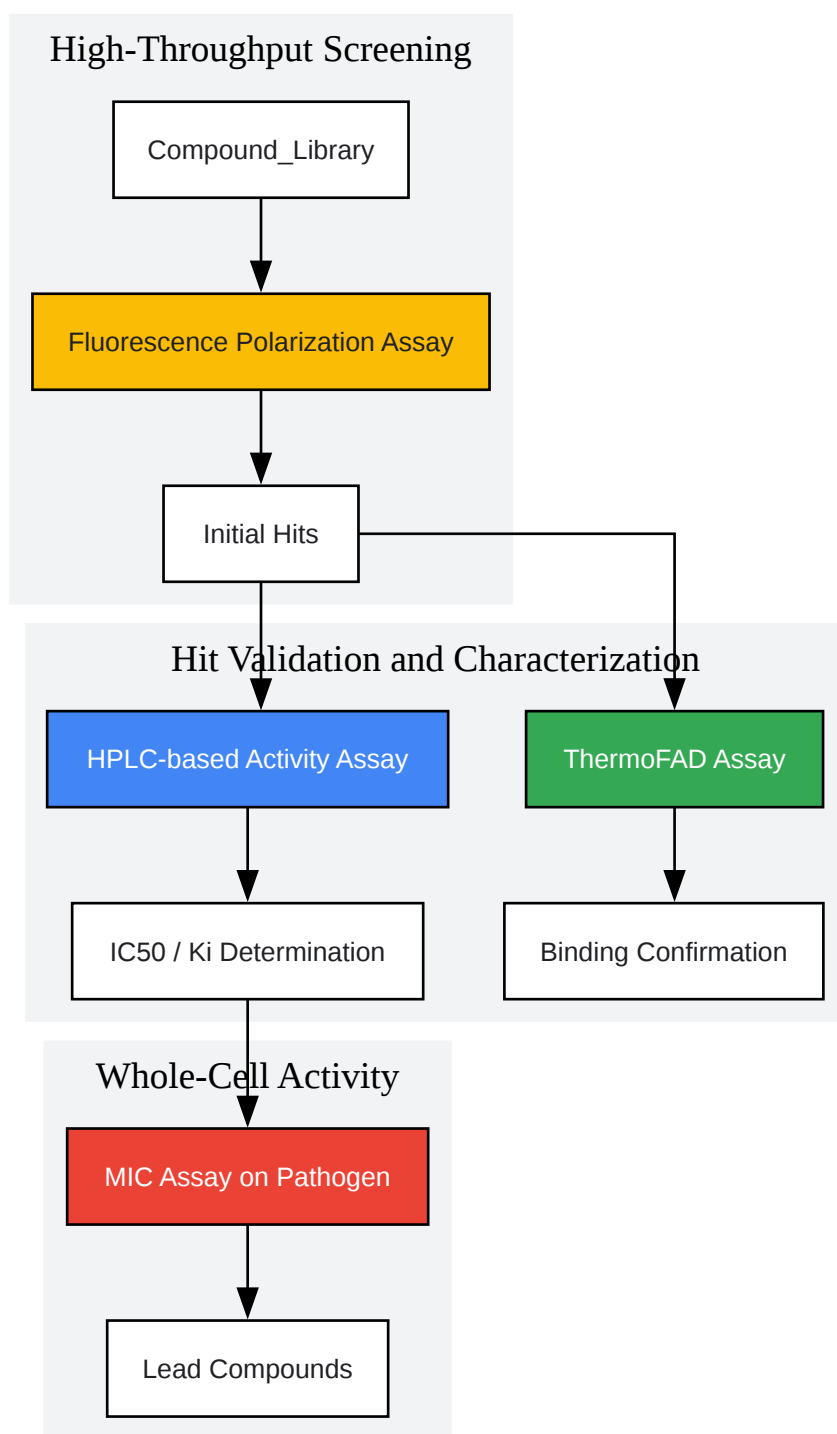 High-Throughput Screening
Compound_Library
Fluorescence Polarization Assay
Initial Hits
Hit Validation and Characterization
HPLC-based Activity Assay
ThermoFAD Assay
IC50 / Ki Determination
Binding Confirmation
Whole-Cell Activity
MIC Assay on Pathogen
Lead Compounds